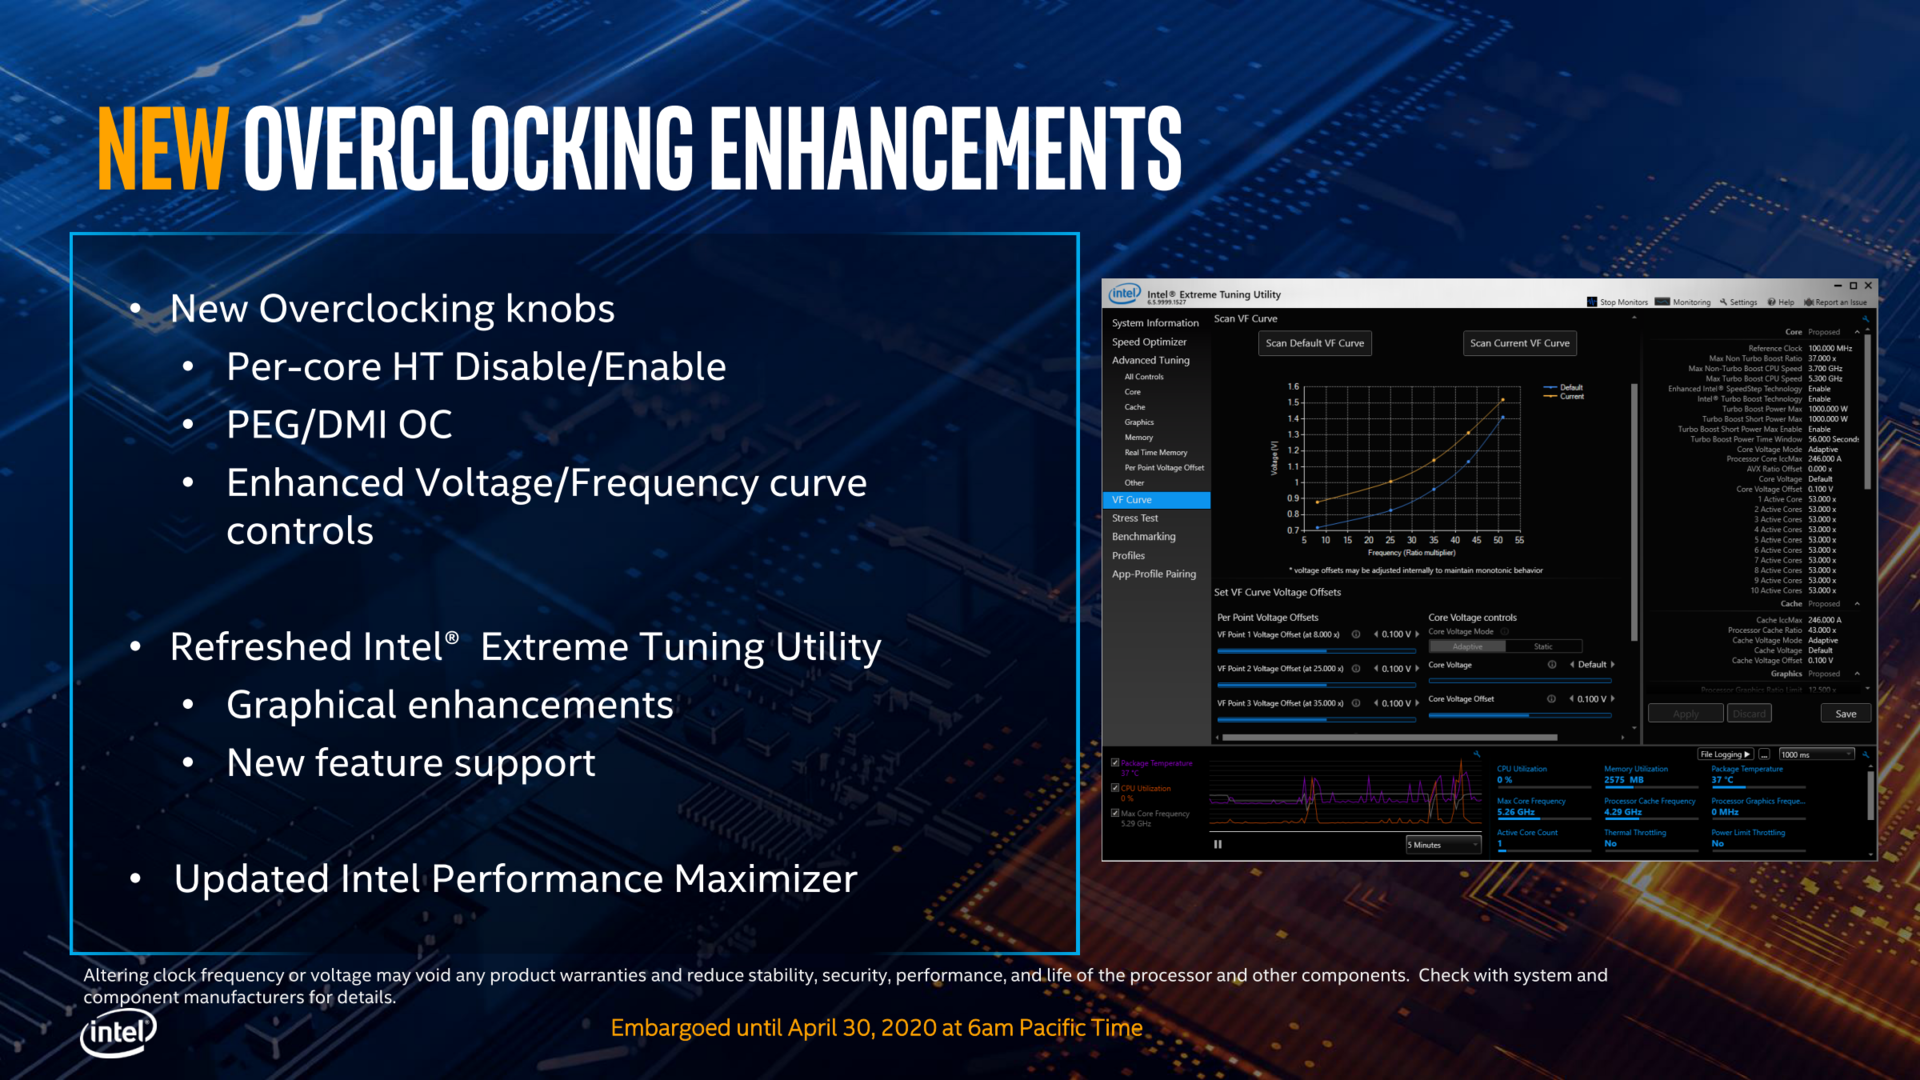 NEW OVERCLOCKING ENHANCEMENTS
• New Overclocking knobs
• Per-core HT Disable/Enable
• PEG/DMI OC
• Enhanced Voltage/Frequency curve
controls
• Refreshed Intel® Extreme Tuning Utility
• Graphical enhancements
• New feature support
• Updated Intel Performance Maximizer
intel Intel® Extreme Tuning Utility
6.5.9999.1527
Stop Monitors Monitoring Settings Help Report an Issue
System Information
Speed Optimizer
Advanced Tuning
All Controls
Core
Cache
Graphics
Memory
Real Time Memory
Per Point Voltage Offset
Other
VF Curve
Stress Test
Benchmarking
Profiles
App-Profile Pairing
Scan VF Curve
Scan Default VF Curve Scan Current VF Curve
Default
Current
Voltage (V)
1.6
1.5
1.4
1.3
1.2
1.1
1
0.9
0.8
0.7
5 10 15 20 25 30 35 40 45 50 55
Frequency (Ratio multiplier)
* voltage offsets may be adjusted internally to maintain monotonic behavior
Set VF Curve Voltage Offsets
Per Point Voltage Offsets
VF Point 1 Voltage Offset (at 8.000 x) 0.100 V
VF Point 2 Voltage Offset (at 25.000 x) 0.100 V
VF Point 3 Voltage Offset (at 35.000 x) 0.100 V
Core Voltage controls
Core Voltage Mode
Adaptive Static
Core Voltage Default
Core Voltage Offset 0.100 V
Core Proposed
Reference Clock 100.000 MHz
Max Non Turbo Boost Ratio 37.000 x
Max Non-Turbo Boost CPU Speed 3.700 GHz
Max Turbo Boost CPU Speed 5.300 GHz
Enhanced Intel® SpeedStep Technology Enable
Intel® Turbo Boost Technology Enable
Turbo Boost Power Max 1000.000 W
Turbo Boost Short Power Max 1000.000 W
Turbo Boost Short Power Max Enable Enable
Turbo Boost Power Time Window 56.000 Seconds
Core Voltage Mode Adaptive
Processor Core IccMax 246.000 A
AVX Ratio Offset 0.000 x
Core Voltage Default
Core Voltage Offset 0.100 V
1 Active Core 53.000 x
2 Active Cores 53.000 x
3 Active Cores 53.000 x
4 Active Cores 53.000 x
5 Active Cores 53.000 x
6 Active Cores 53.000 x
7 Active Cores 53.000 x
8 Active Cores 53.000 x
9 Active Cores 53.000 x
10 Active Cores 53.000 x
Cache Proposed
Cache IccMax 246.000 A
Processor Cache Ratio 43.000 x
Cache Voltage Mode Adaptive
Cache Voltage Default
Cache Voltage Offset 0.100 V
Graphics Proposed
Processor Graphics Ratio Limit 12.500 x
Apply Discard Save
File Logging ... 1000 ms
Package Temperature
37 °C
CPU Utilization
0 %
Max Core Frequency
5.29 GHz
5 Minutes
CPU Utilization Memory Utilization Package Temperature
0 % 2575 MB 37 °C
Max Core Frequency Processor Cache Frequency Processor Graphics Freque...
5.26 GHz 4.29 GHz 0 MHz
Active Core Count Thermal Throttling Power Limit Throttling
1 No No
Altering clock frequency or voltage may void any product warranties and reduce stability, security, performance, and life of the processor and other components. Check with system and
component manufacturers for details.
intel Embargoed until April 30, 2020 at 6am Pacific Time